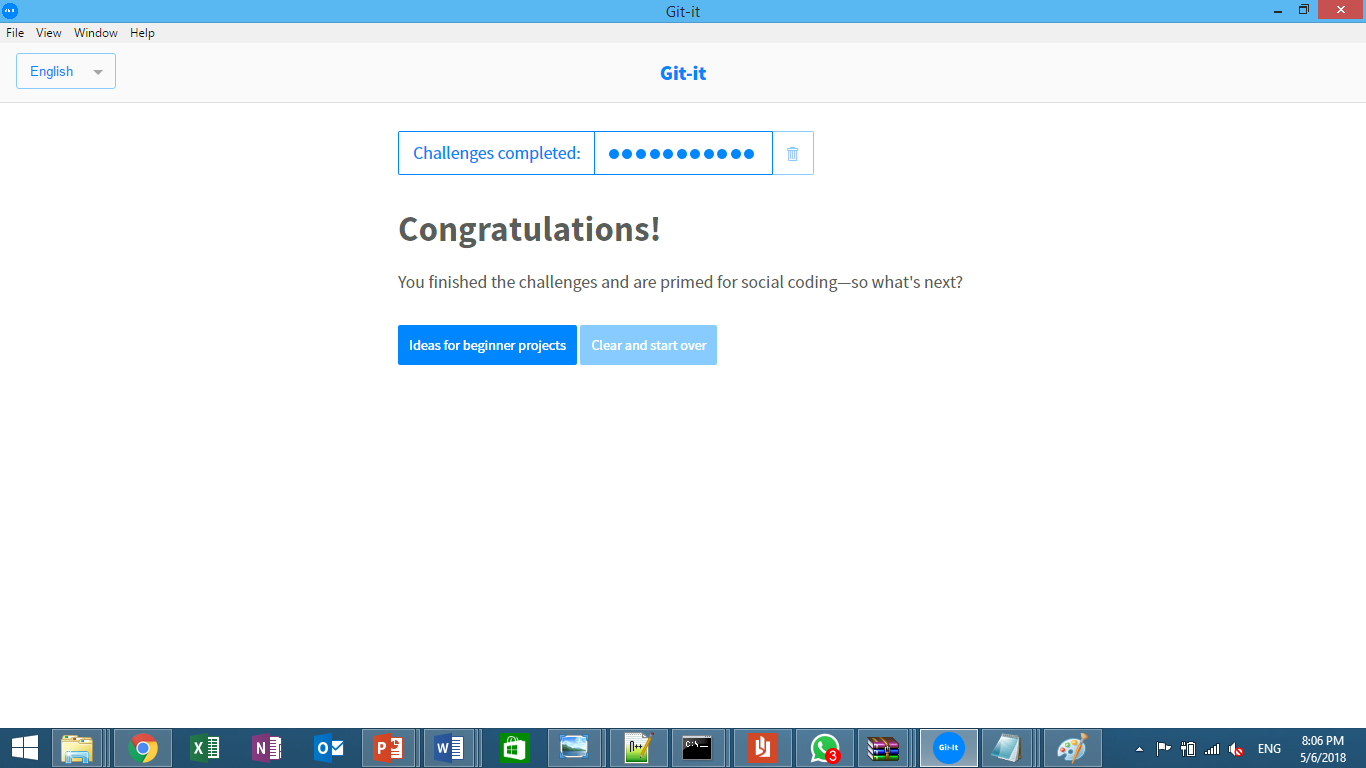 Git-it
File View Window Help
English
Git-it
Challenges completed:
Congratulations!
You finished the challenges and are primed for social coding—so what's next?
Ideas for beginner projects
Clear and start over
3
Git-It
ENG
8:06 PM
5/6/2018